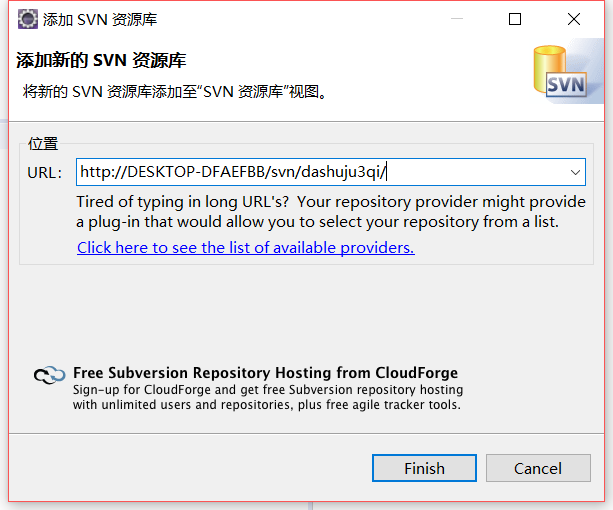 添加 SVN 资源库
添加新的 SVN 资源库
将新的 SVN 资源库添加至“SVN 资源库”视图。
SVN
位置
URL:
http://DESKTOP-DFAEFBB/svn/dashuju3qi/
Tired of typing in long URL's?  Your repository provider might provide
a plug-in that would allow you to select your repository from a list.
Click here to see the list of available providers.
Free Subversion Repository Hosting from CloudForge
Sign-up for CloudForge and get free Subversion repository hosting
with unlimited users and repositories, plus free agile tracker tools.
Finish
Cancel